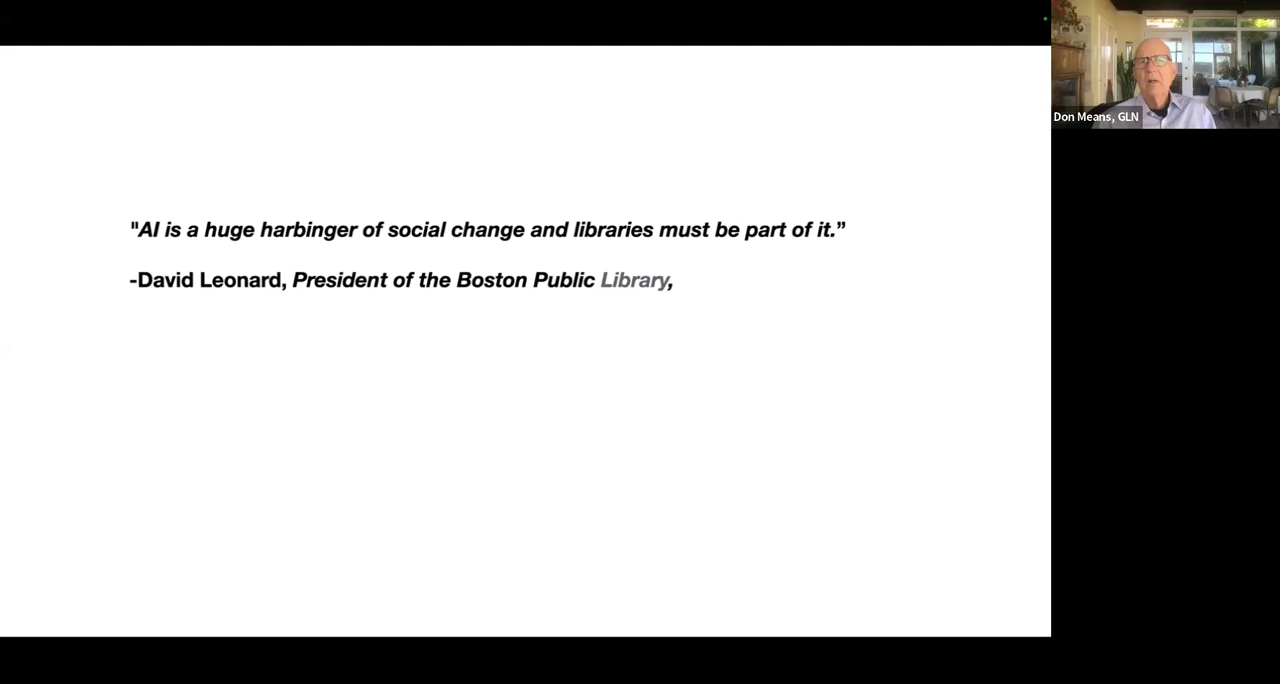 "AI is a huge harbinger of social change and libraries must be part of it.”
-David Leonard, President of the Boston Public Library,
Don Means, GLN